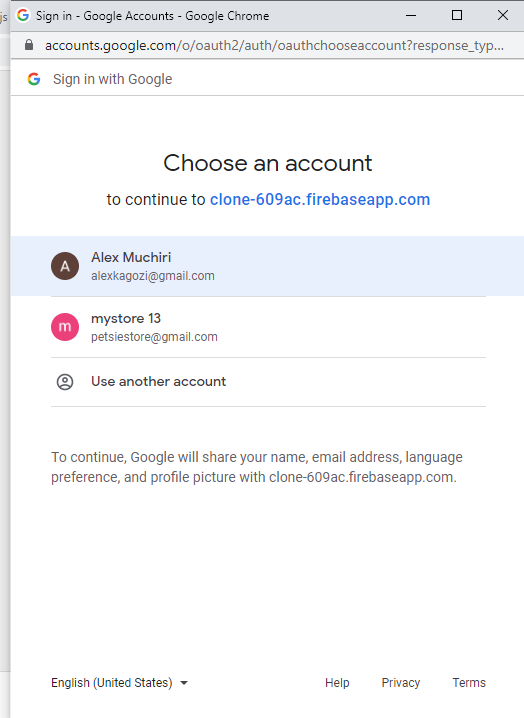 js
Sign in - Google Accounts - Google Chrome
accounts.google.com/o/oauth2/auth/oauthchooseaccount?response_typ...
Sign in with Google
Choose an account
to continue to clone-609ac.firebaseapp.com
A
Alex Muchiri
alexkagozi@gmail.com
m
mystore 13
petsiestore@gmail.com
Use another account
To continue, Google will share your name, email address, language
preference, and profile picture with clone-609ac.firebaseapp.com.
English (United States) Help Privacy Terms